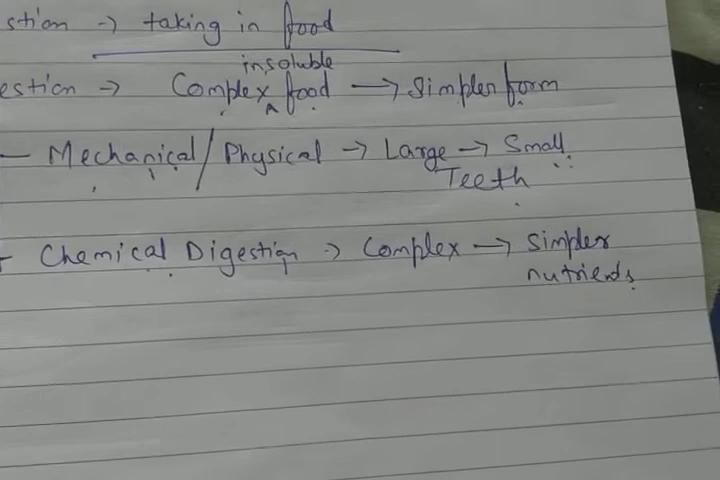 stion → taking in food
insoluble
estion → Complex ^ food → Simpler form
— Mechanical/Physical → Large → Small
Teeth
- Chemical Digestion → Complex → Simpler
nutrients